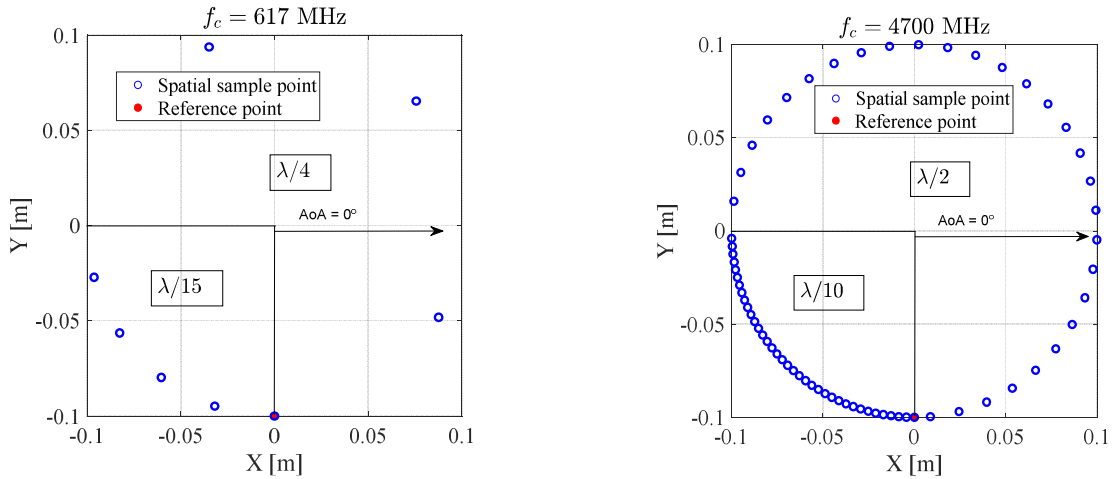 f_c = 617 MHz
0.1
Spatial sample point
Reference point
0.05
λ/4
AoA = 0°
Y [m]
0
λ/15
-0.05
-0.1
-0.1
-0.05
0
0.05
0.1
X [m]
f_c = 4700 MHz
0.1
Spatial sample point
Reference point
0.05
λ/2
AoA = 0°
Y [m]
0
λ/10
-0.05
-0.1
-0.1
-0.05
0
0.05
0.1
X [m]